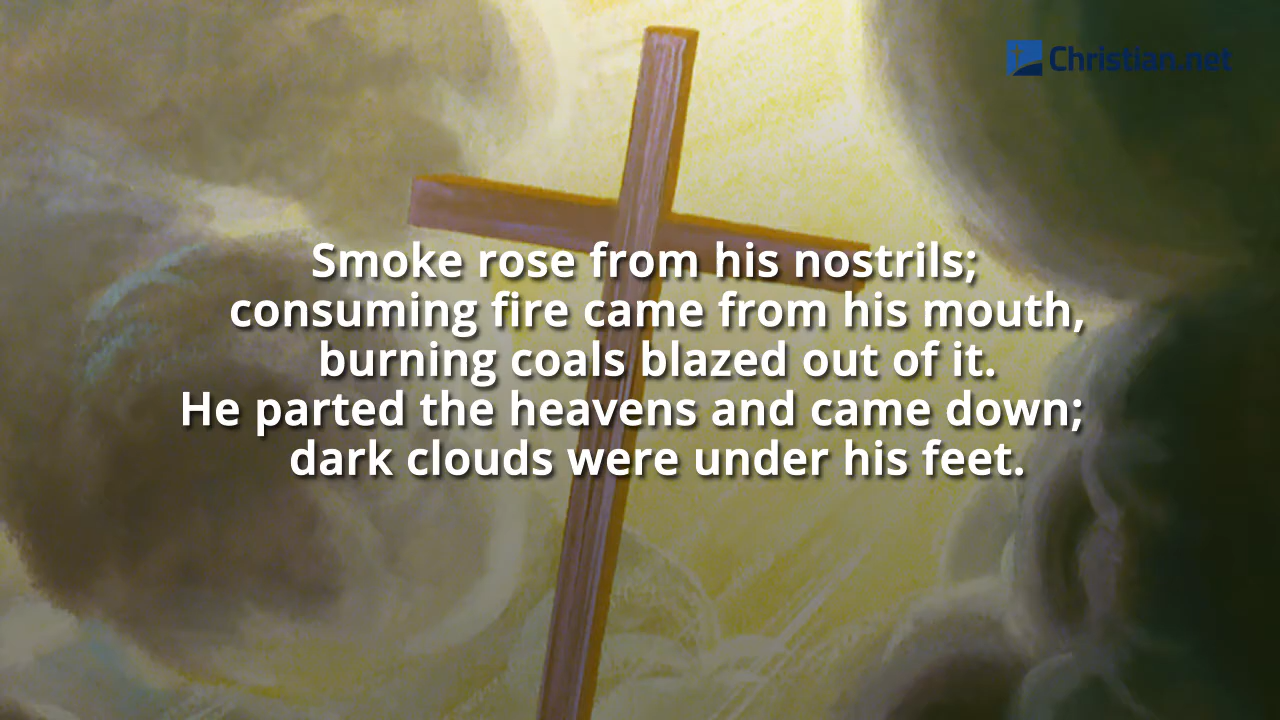 Christian.net
Smoke rose from his nostrils;
consuming fire came from his mouth,
burning coals blazed out of it.
He parted the heavens and came down;
dark clouds were under his feet.